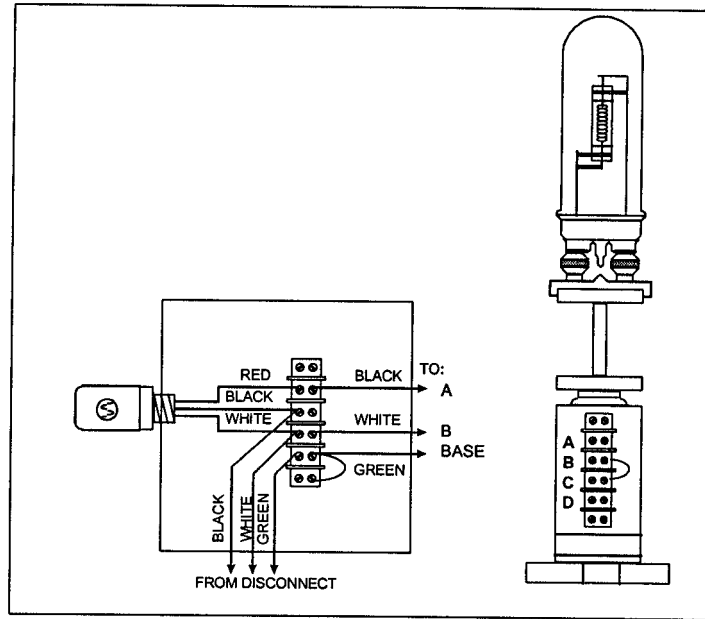 RED
BLACK
WHITE
BLACK
WHITE
TO:
A
B
BASE
GREEN
BLACK
WHITE
GREEN
FROM DISCONNECT
A
B
C
D